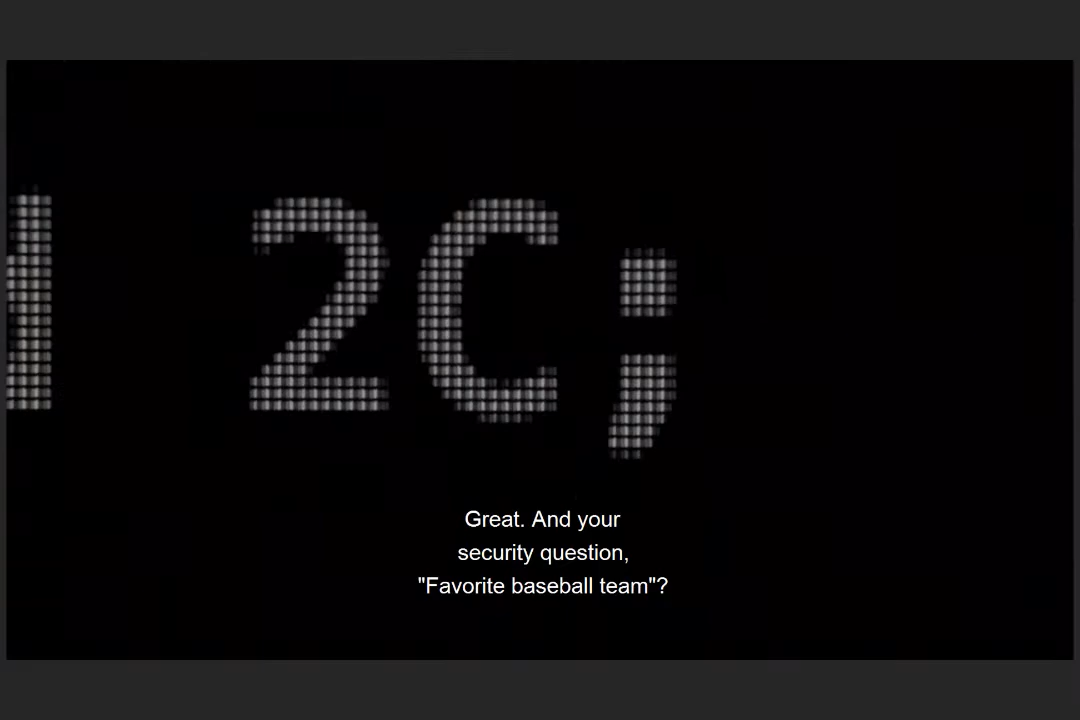 2C;
Great. And your
security question,
"Favorite baseball team"?